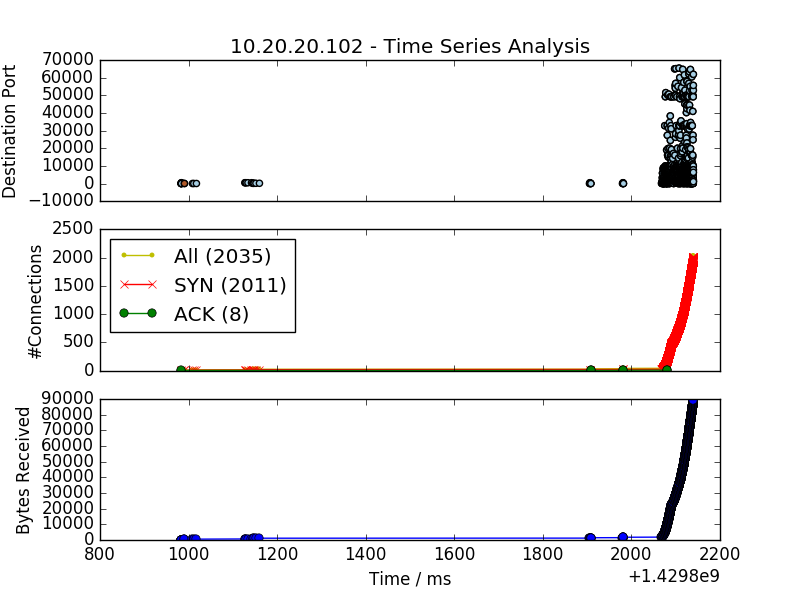 10.20.20.102 - Time Series Analysis
Destination Port
70000
60000
50000
40000
30000
20000
10000
0
−10000
#Connections
2500
2000
1500
1000
500
0
All (2035)
SYN (2011)
ACK (8)
Bytes Received
90000
80000
70000
60000
50000
40000
30000
20000
10000
0
800 1000 1200 1400 1600 1800 2000 2200
Time / ms
+1.4298e9